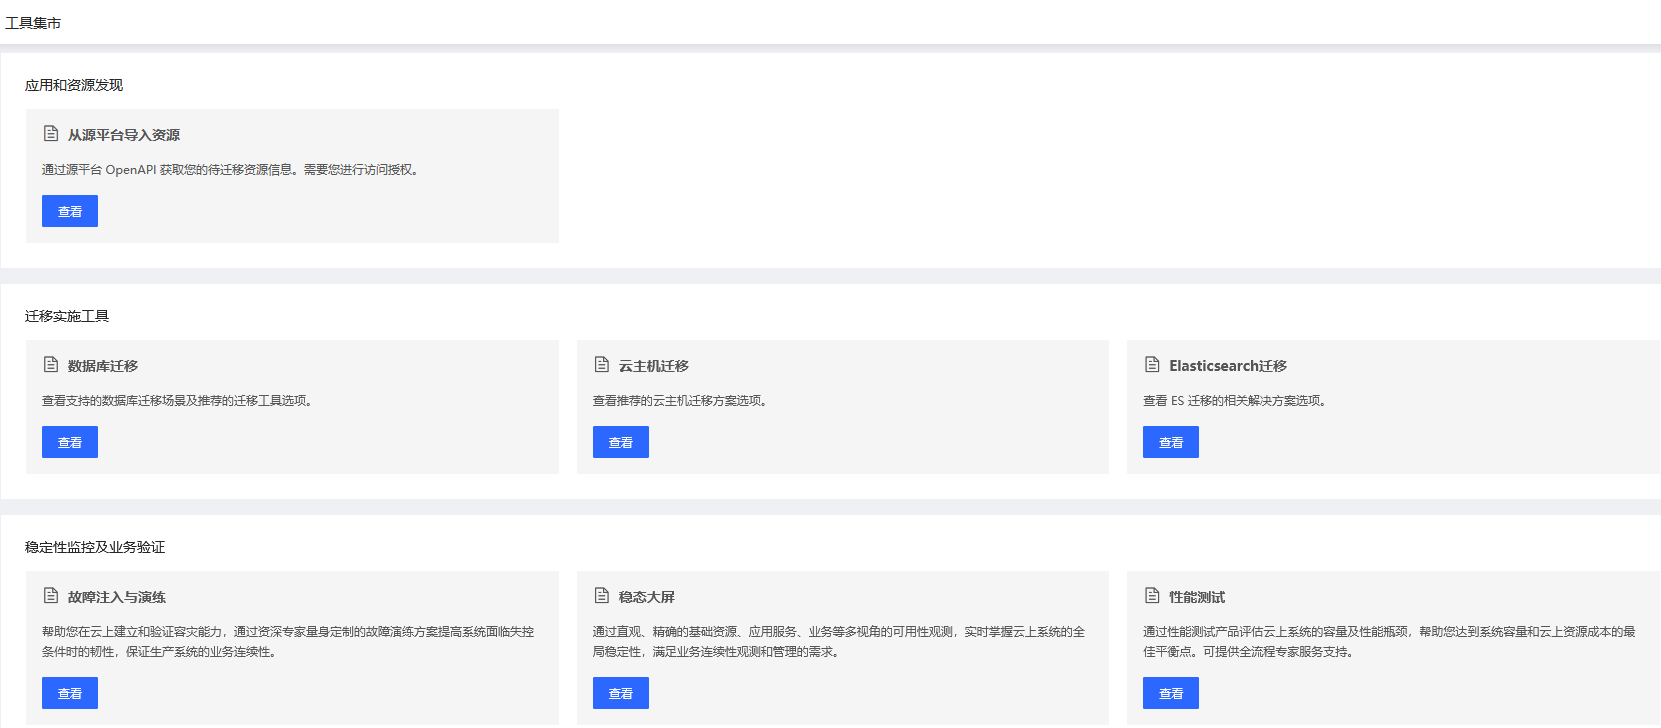 工具集市
应用和资源发现
从源平台导入资源
通过源平台 OpenAPI 获取您的待迁移资源信息。需要您进行访问授权。
查看
迁移实施工具
数据库迁移
查看支持的数据库迁移场景及推荐的迁移工具选项。
查看
云主机迁移
查看推荐的云主机迁移方案选项。
查看
Elasticsearch迁移
查看 ES 迁移的相关解决方案选项。
查看
稳定性监控及业务验证
故障注入与演练
帮助您在云上建立和验证容灾能力，通过资深专家量身定制的故障演练方案提高系统面临失控
条件时的韧性，保证生产系统的业务连续性。
查看
稳态大屏
通过直观、精确的基础资源、应用服务、业务等多视角的可用性观测，实时掌握云上系统的全
局稳定性，满足业务连续性观测和管理的需求。
查看
性能测试
通过性能测试产品评估云上系统的容量及性能瓶颈，帮助您达到系统容量和云上资源成本的最
佳平衡点。可提供全流程专家服务支持。
查看